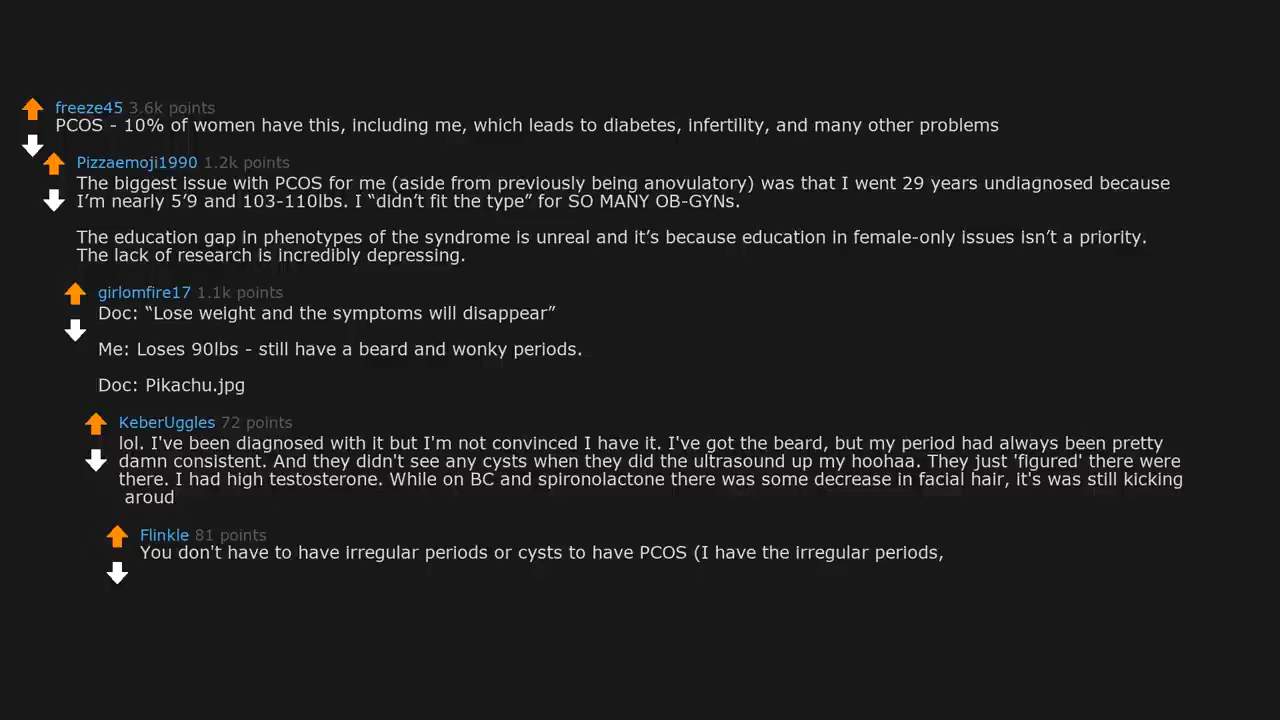 freeze45 3.6k points
PCOS - 10% of women have this, including me, which leads to diabetes, infertility, and many other problems
Pizzaemoji1990 1.2k points
The biggest issue with PCOS for me (aside from previously being anovulatory) was that I went 29 years undiagnosed because
I’m nearly 5’9 and 103-110lbs. I “didn’t fit the type” for SO MANY OB-GYNs.
The education gap in phenotypes of the syndrome is unreal and it’s because education in female-only issues isn’t a priority.
The lack of research is incredibly depressing.
girlomfire17 1.1k points
Doc: “Lose weight and the symptoms will disappear”
Me: Loses 90lbs - still have a beard and wonky periods.
Doc: Pikachu.jpg
KeberUggles 72 points
lol. I've been diagnosed with it but I'm not convinced I have it. I've got the beard, but my period had always been pretty
damn consistent. And they didn't see any cysts when they did the ultrasound up my hoohaa. They just 'figured' there were
there. I had high testosterone. While on BC and spironolactone there was some decrease in facial hair, it's was still kicking
aroud
Flinkle 81 points
You don't have to have irregular periods or cysts to have PCOS (I have the irregular periods,